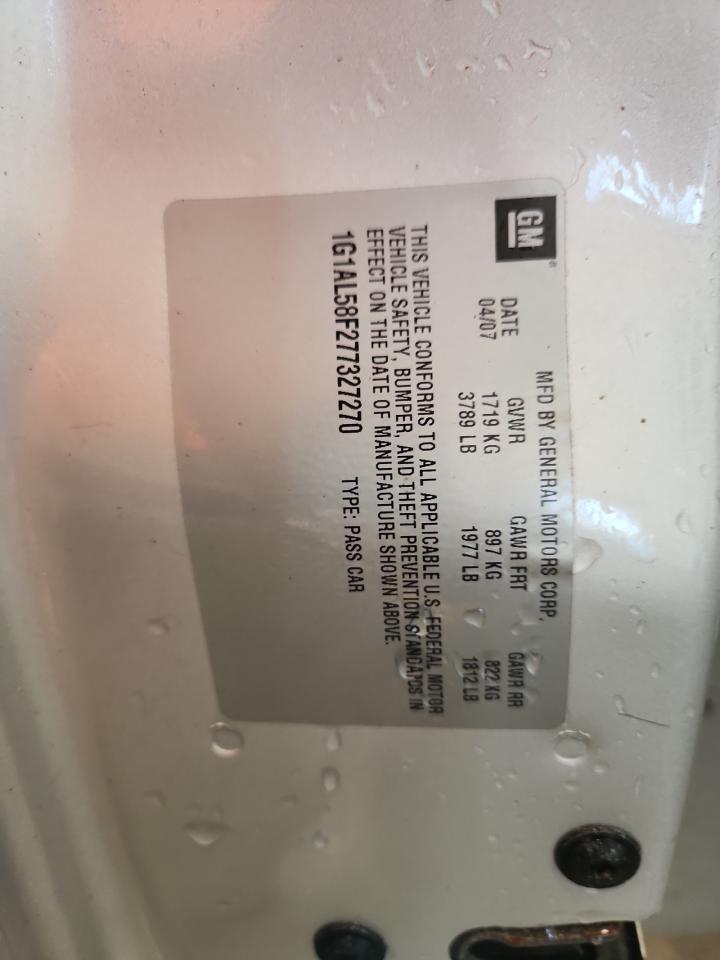 GM®
MFD BY GENERAL MOTORS CORP.
DATE GVWR GAWR FRT GAWR RR
04/07 1719 KG 897 KG 822 KG
3789 LB 1977 LB 1812 LB
THIS VEHICLE CONFORMS TO ALL APPLICABLE U.S. FEDERAL MOTOR
VEHICLE SAFETY, BUMPER, AND THEFT PREVENTION STANDARDS IN
EFFECT ON THE DATE OF MANUFACTURE SHOWN ABOVE.
1G1AL58F277327270 TYPE: PASS CAR